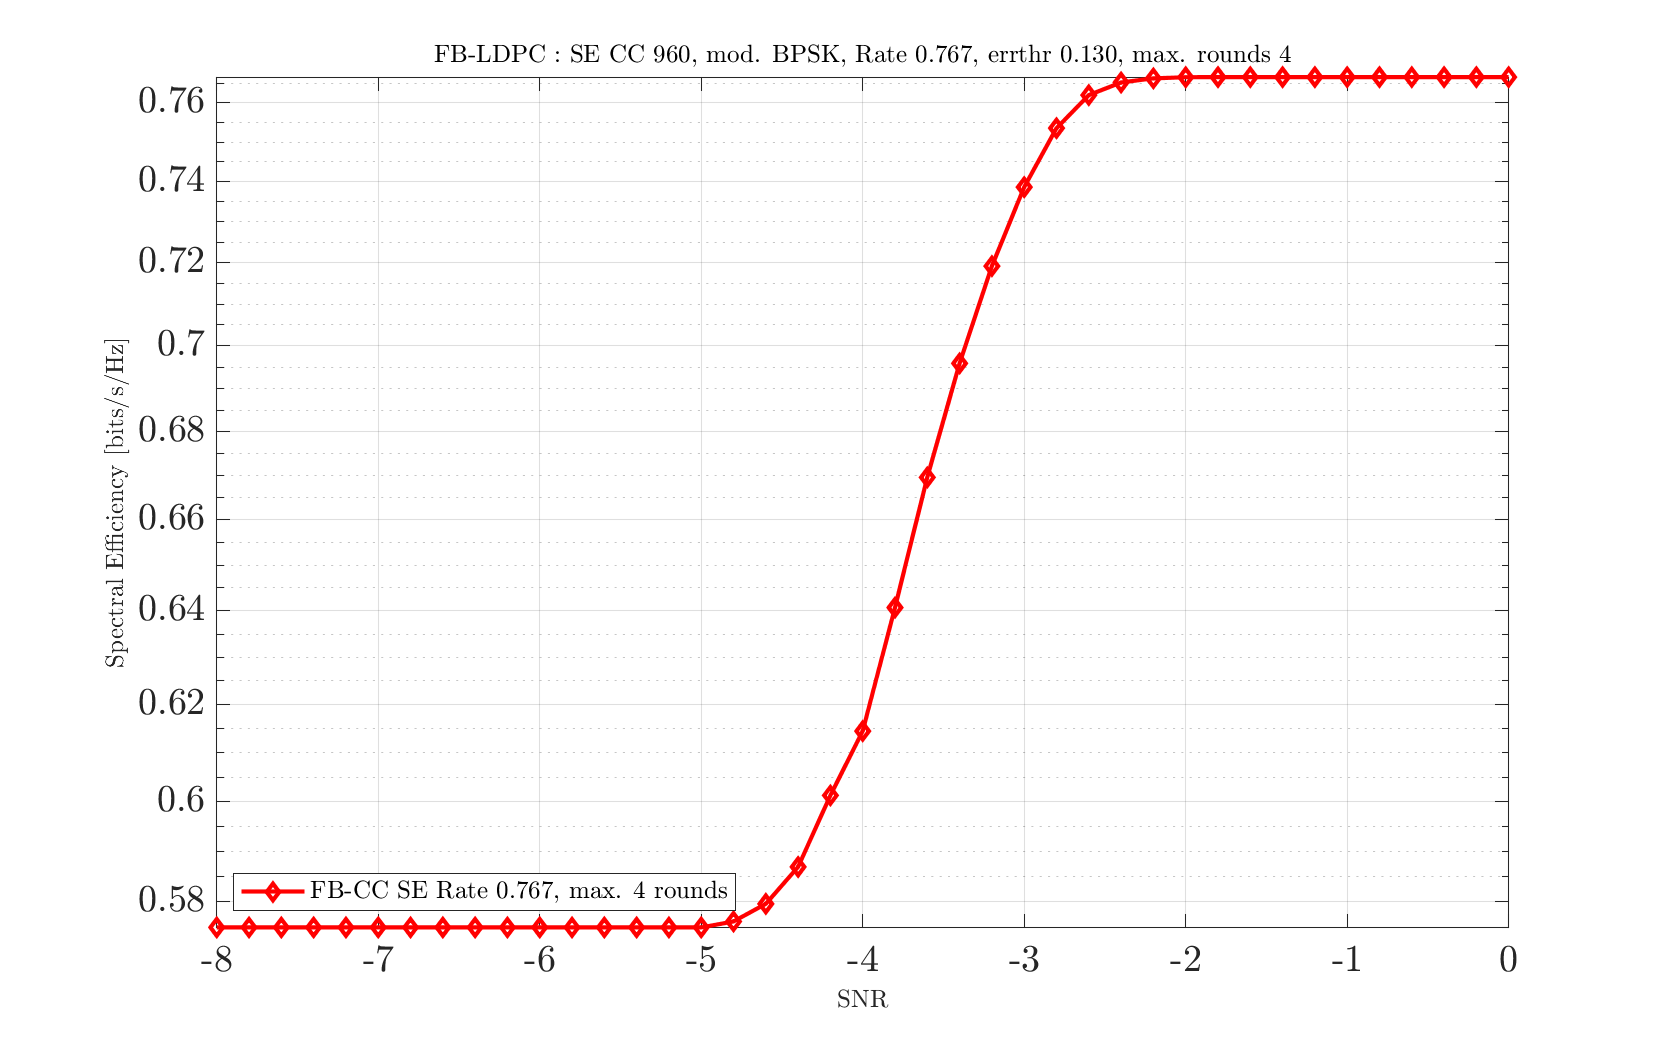 FB-LDPC : SE CC 960, mod. BPSK, Rate 0.767, errthr 0.130, max. rounds 4
Spectral Efficiency [bits/s/Hz]
0.76
0.74
0.72
0.7
0.68
0.66
0.64
0.62
0.6
0.58
FB-CC SE Rate 0.767, max. 4 rounds
-8 -7 -6 -5 -4 -3 -2 -1 0
SNR